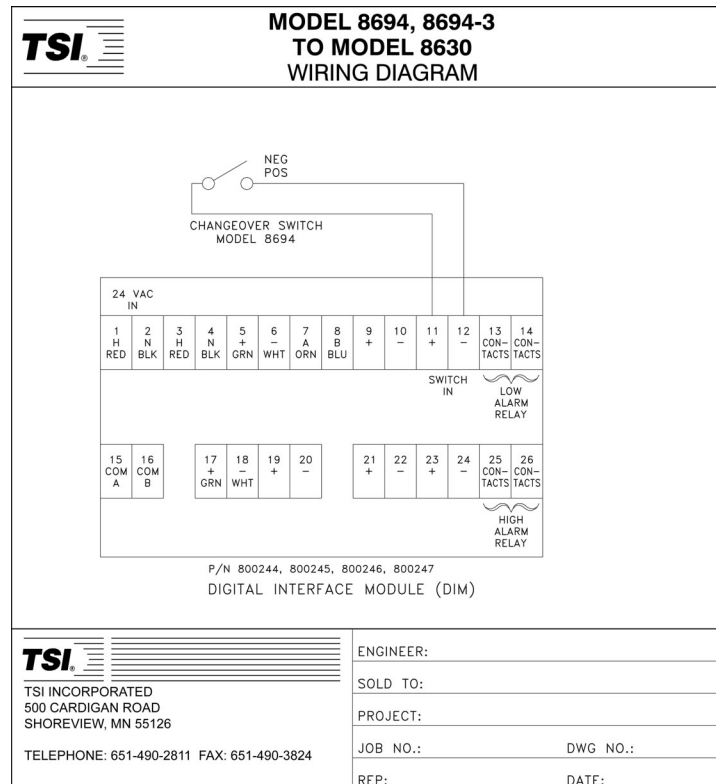 TSI®
MODEL 8694, 8694-3
TO MODEL 8630
WIRING DIAGRAM
NEG
POS
CHANGEOVER SWITCH
MODEL 8694
24 VAC
IN
1 2 3 4 5 6 7 8 9 10 11 12 13 14
H N H N + − A B + − + − CON− CON−
RED BLK RED BLK GRN WHT ORN BLU TACTS TACTS
SWITCH
IN
LOW
ALARM
RELAY
15 16 17 18 19 20 21 22 23 24 25 26
COM COM + − + − + − + − CON− CON−
A B GRN WHT TACTS TACTS
HIGH
ALARM
RELAY
P/N 800244, 800245, 800246, 800247
DIGITAL INTERFACE MODULE (DIM)
TSI®
TSI INCORPORATED
500 CARDIGAN ROAD
SHOREVIEW, MN 55126
TELEPHONE: 651-490-2811 FAX: 651-490-3824
ENGINEER:
SOLD TO:
PROJECT:
JOB NO.: DWG NO.:
REP: DATE: